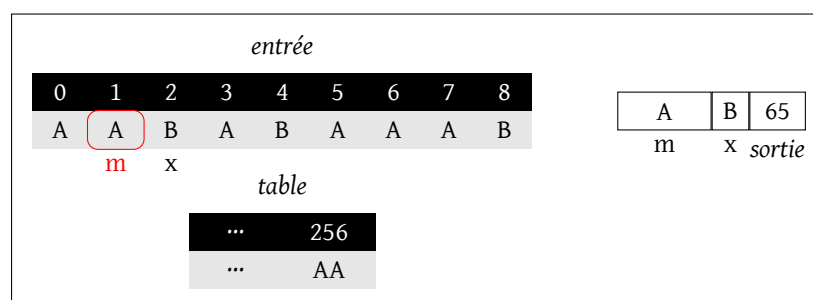 entrée
0 1 2 3 4 5 6 7 8
A A B A B A A A B
m x
A B 65
m x sortie
table
... 256
... AA